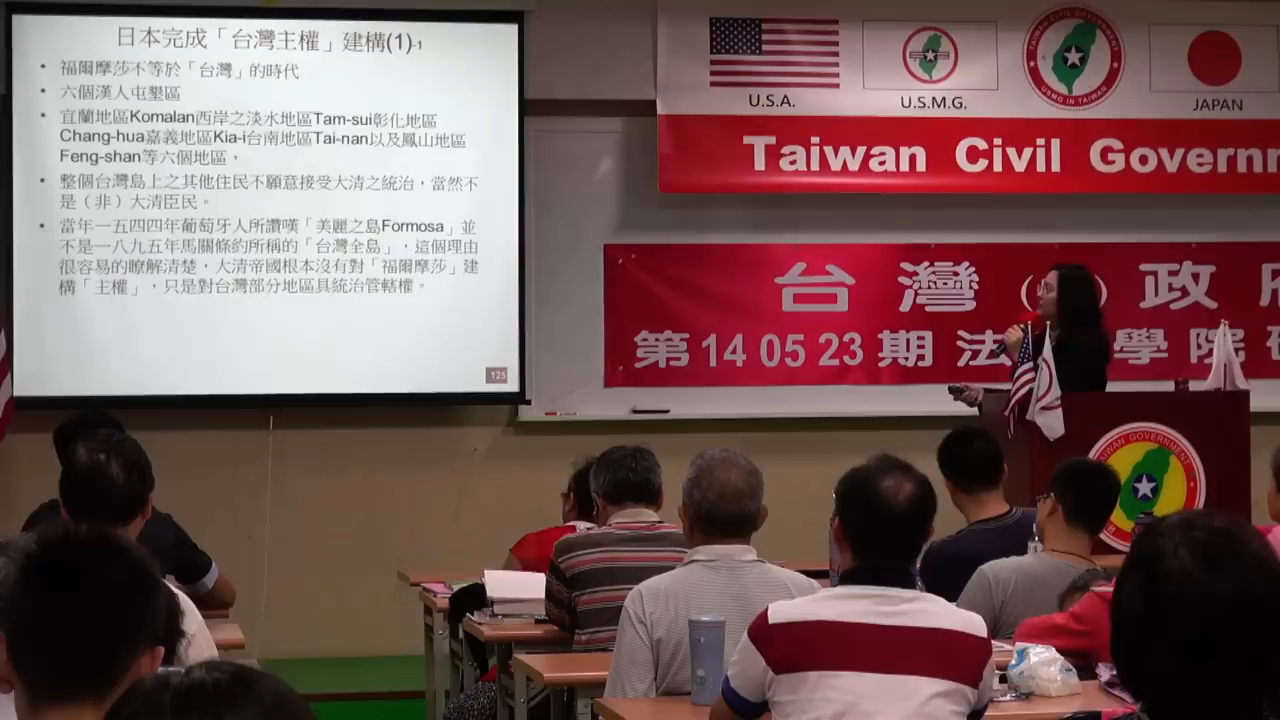 日本完成「台灣主權」建構(1)-1
• 福爾摩莎不等於「台灣」的時代
• 六個漢人屯墾區
• 宜蘭地區Komalan西岸之淡水地區Tam-sui彰化地區
Chang-hua嘉義地區Kia-i台南地區Tai-nan以及鳳山地區
Feng-shan等六個地區，
• 整個台灣島上之其他住民不願意接受大清之統治，當然不
是（非）大清臣民。
• 當年一五四四年葡萄牙人所讚嘆「美麗之島Formosa」並
不是一八九五年馬關條約所稱的「台灣全島」，這個理由
很容易的瞭解清楚，大清帝國根本沒有對「福爾摩莎」建
構「主權」，只是對台灣部分地區具統治管轄權。
125
U.S.A.
U.S.M.G.
TAIWAN CIVIL GOVERNMENT
USMG IN TAIWAN
JAPAN
Taiwan Civil Governm
台灣 政府
第14 05 23期 法 學院
TAIWAN GOVERNMENT